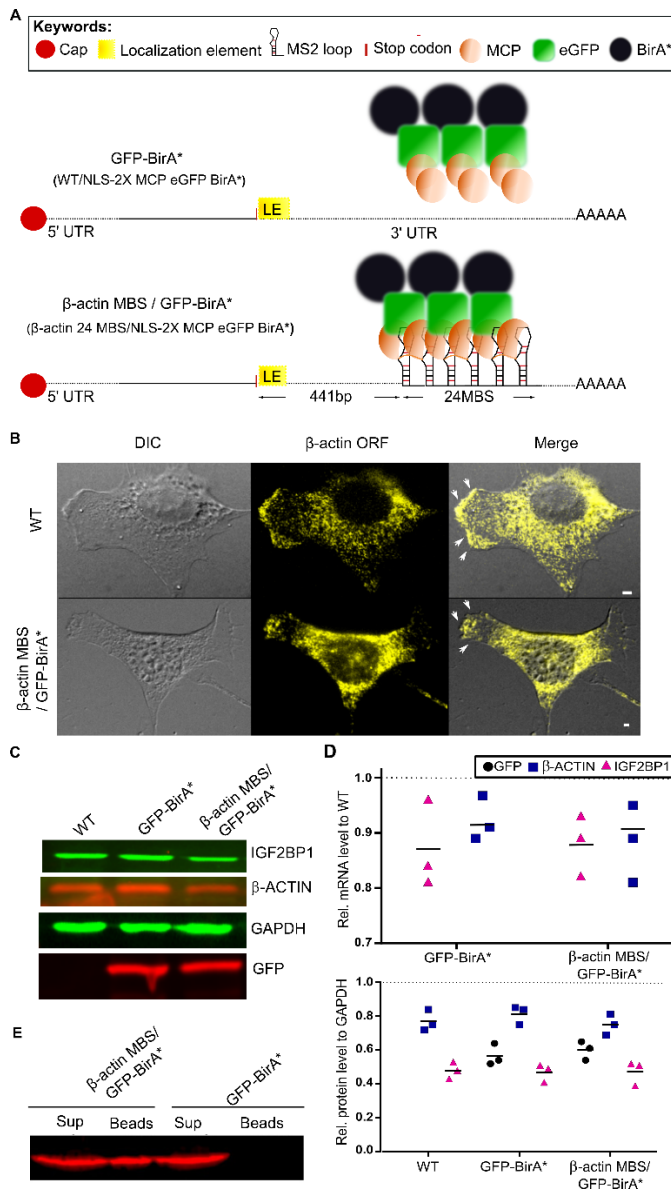 A
Keywords:
Cap Localization element MS2 loop Stop codon MCP eGFP BirA*
GFP-BirA*
(WT/NLS-2X MCP eGFP BirA*)
LE
AAAAA
5' UTR 3' UTR
β-actin MBS / GFP-BirA*
(β-actin 24 MBS/NLS-2X MCP eGFP BirA*)
LE
AAAAA
5' UTR
441bp 24MBS
B
DIC β-actin ORF Merge
WT
β-actin MBS
/ GFP-BirA*
C
WT
GFP-BirA*
β-actin MBS/
GFP-BirA*
IGF2BP1
β-ACTIN
GAPDH
GFP
D
GFP β-ACTIN IGF2BP1
Rel. mRNA level to WT
1.0
0.9
0.8
0.7
GFP-BirA* β-actin MBS/
GFP-BirA*
Rel. protein level to GAPDH
1.0
0.8
0.6
0.4
0.2
0.0
WT GFP-BirA* β-actin MBS/
GFP-BirA*
E
β-actin MBS/
GFP-BirA*
GFP-BirA*
Sup Beads Sup Beads